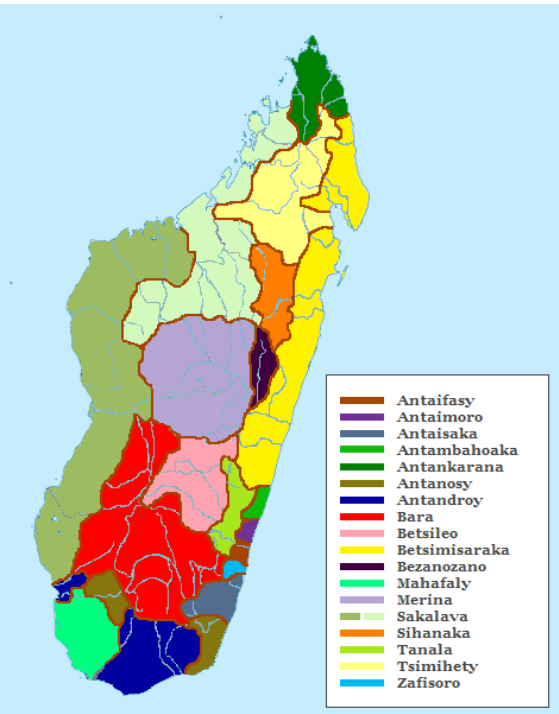 Antaifasy
Antaimoro
Antaisaka
Antambahoaka
Antankarana
Antanosy
Antandroy
Bara
Betsileo
Betsimisaraka
Bezanozano
Mahafaly
Merina
Sakalava
Sihanaka
Tanala
Tsimihety
Zafisoro